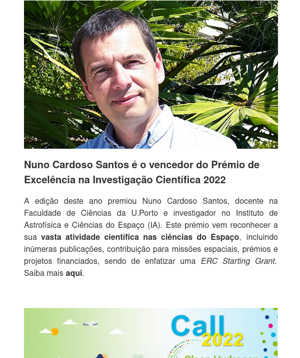 Nuno Cardoso Santos é o vencedor do Prémio de
Excelência na Investigação Científica 2022
A edição deste ano premiou Nuno Cardoso Santos, docente na
Faculdade de Ciências da U.Porto e investigador no Instituto de
Astrofísica e Ciências do Espaço (IA). Este prémio vem reconhecer a
sua vasta atividade científica nas ciências do Espaço, incluindo
inúmeras publicações, contribuição para missões espaciais, prémios e
projetos financiados, sendo de enfatizar uma ERC Starting Grant.
Saiba mais aqui.
Call
2022